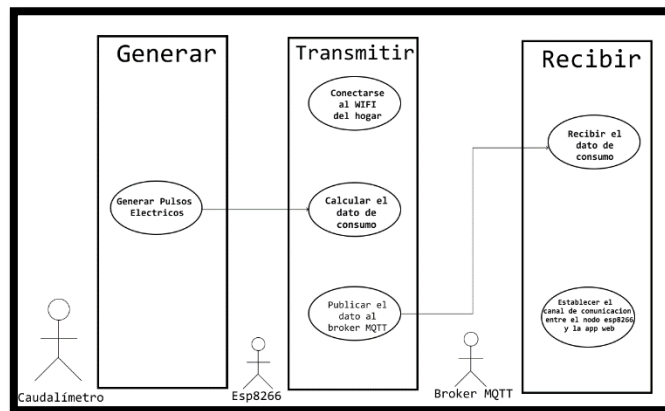 Generar
Generar Pulsos
Electricos
Caudalímetro
Transmitir
Conectarse
al WIFI
del hogar
Calcular el
dato de
consumo
Publicar el
dato al
broker MQTT
Esp8266
Recibir
Recibir el
dato de
consumo
Establecer el
canal de comunicacion
entre el nodo esp8266
y la app web
Broker MQTT